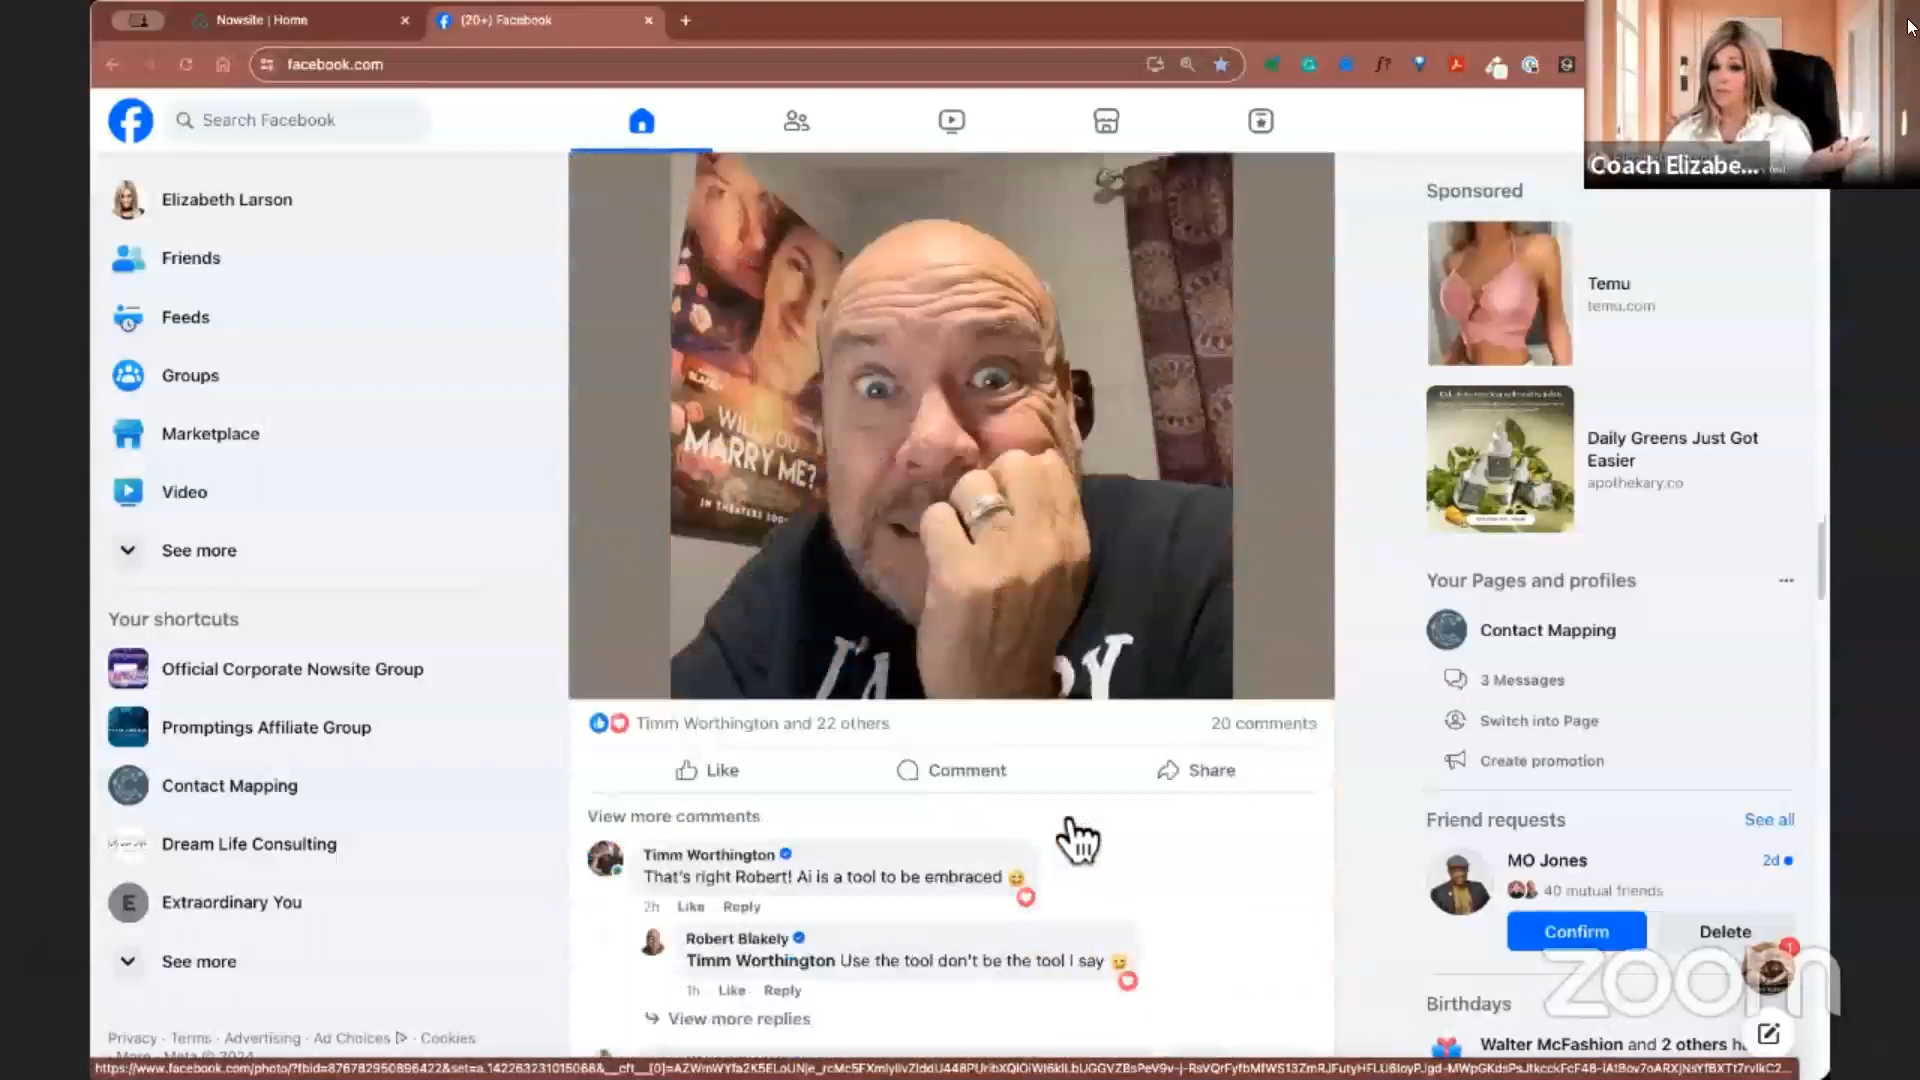 Nowsite | Home
(20+) Facebook
facebook.com
Search Facebook
Coach Elizabe...
Elizabeth Larson
Friends
Feeds
Groups
Marketplace
Video
See more
Your shortcuts
Official Corporate Nowsite Group
Promptings Affiliate Group
Contact Mapping
Dream Life Consulting
E
Extraordinary You
See more
Privacy · Terms · Advertising · Ad Choices · Cookies
· More · Meta © 2024
WILL YOU
MARRY ME?
IN THEATERS
Timm Worthington and 22 others
20 comments
Like
Comment
Share
View more comments
Timm Worthington
That's right Robert! Ai is a tool to be embraced 😄
2h Like Reply
Robert Blakely
Timm Worthington Use the tool don't be the tool I say 😉
1h Like Reply
View more replies
Sponsored
Temu
temu.com
Daily Greens Just Got
Easier
apothekary.co
Your Pages and profiles
Contact Mapping
3 Messages
Switch into Page
Create promotion
Friend requests
See all
MO Jones
2d
40 mutual friends
Confirm
Delete
1
zoom
Birthdays
Walter McFashion and 2 others